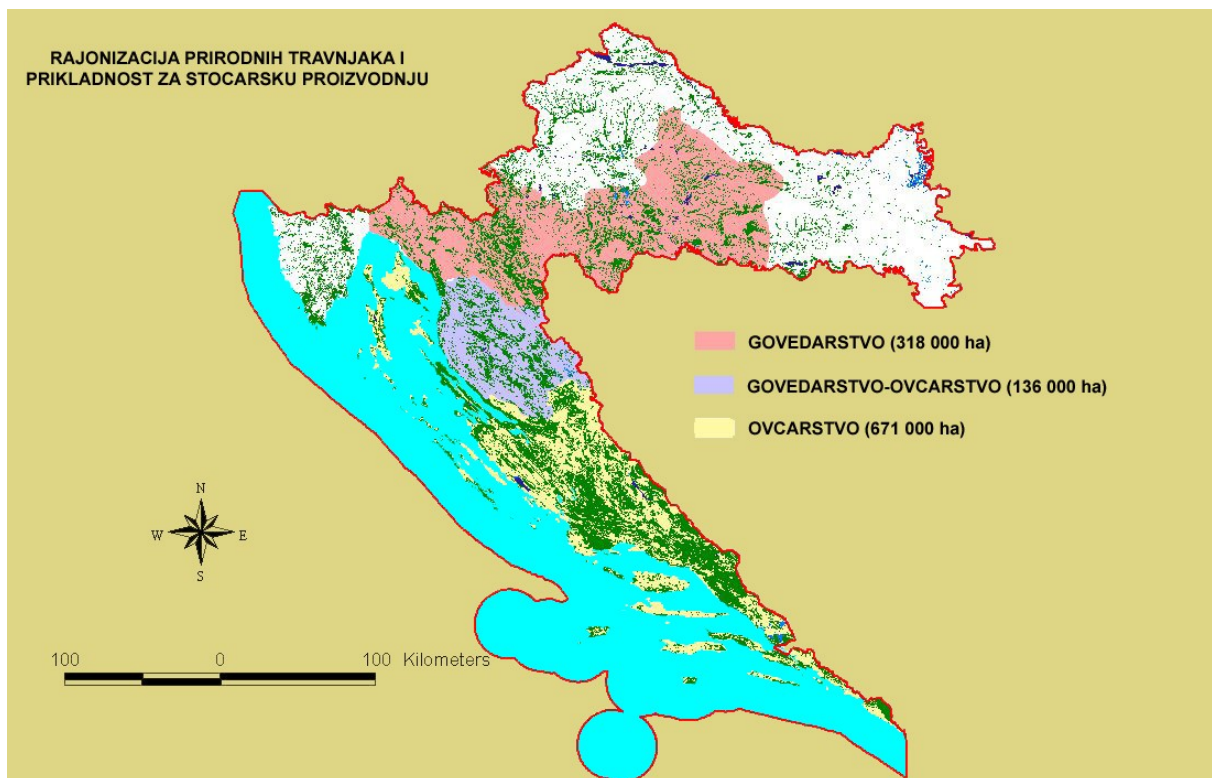 RAJONIZACIJA PRIRODNIH TRAVNJAKA I
PRIKLADNOST ZA STOCARSKU PROIZVODNJU
GOVEDARSTVO (318 000 ha)
GOVEDARSTVO-OVCARSTVO (136 000 ha)
OVCARSTVO (671 000 ha)
N
W E
S
100 0 100 Kilometers